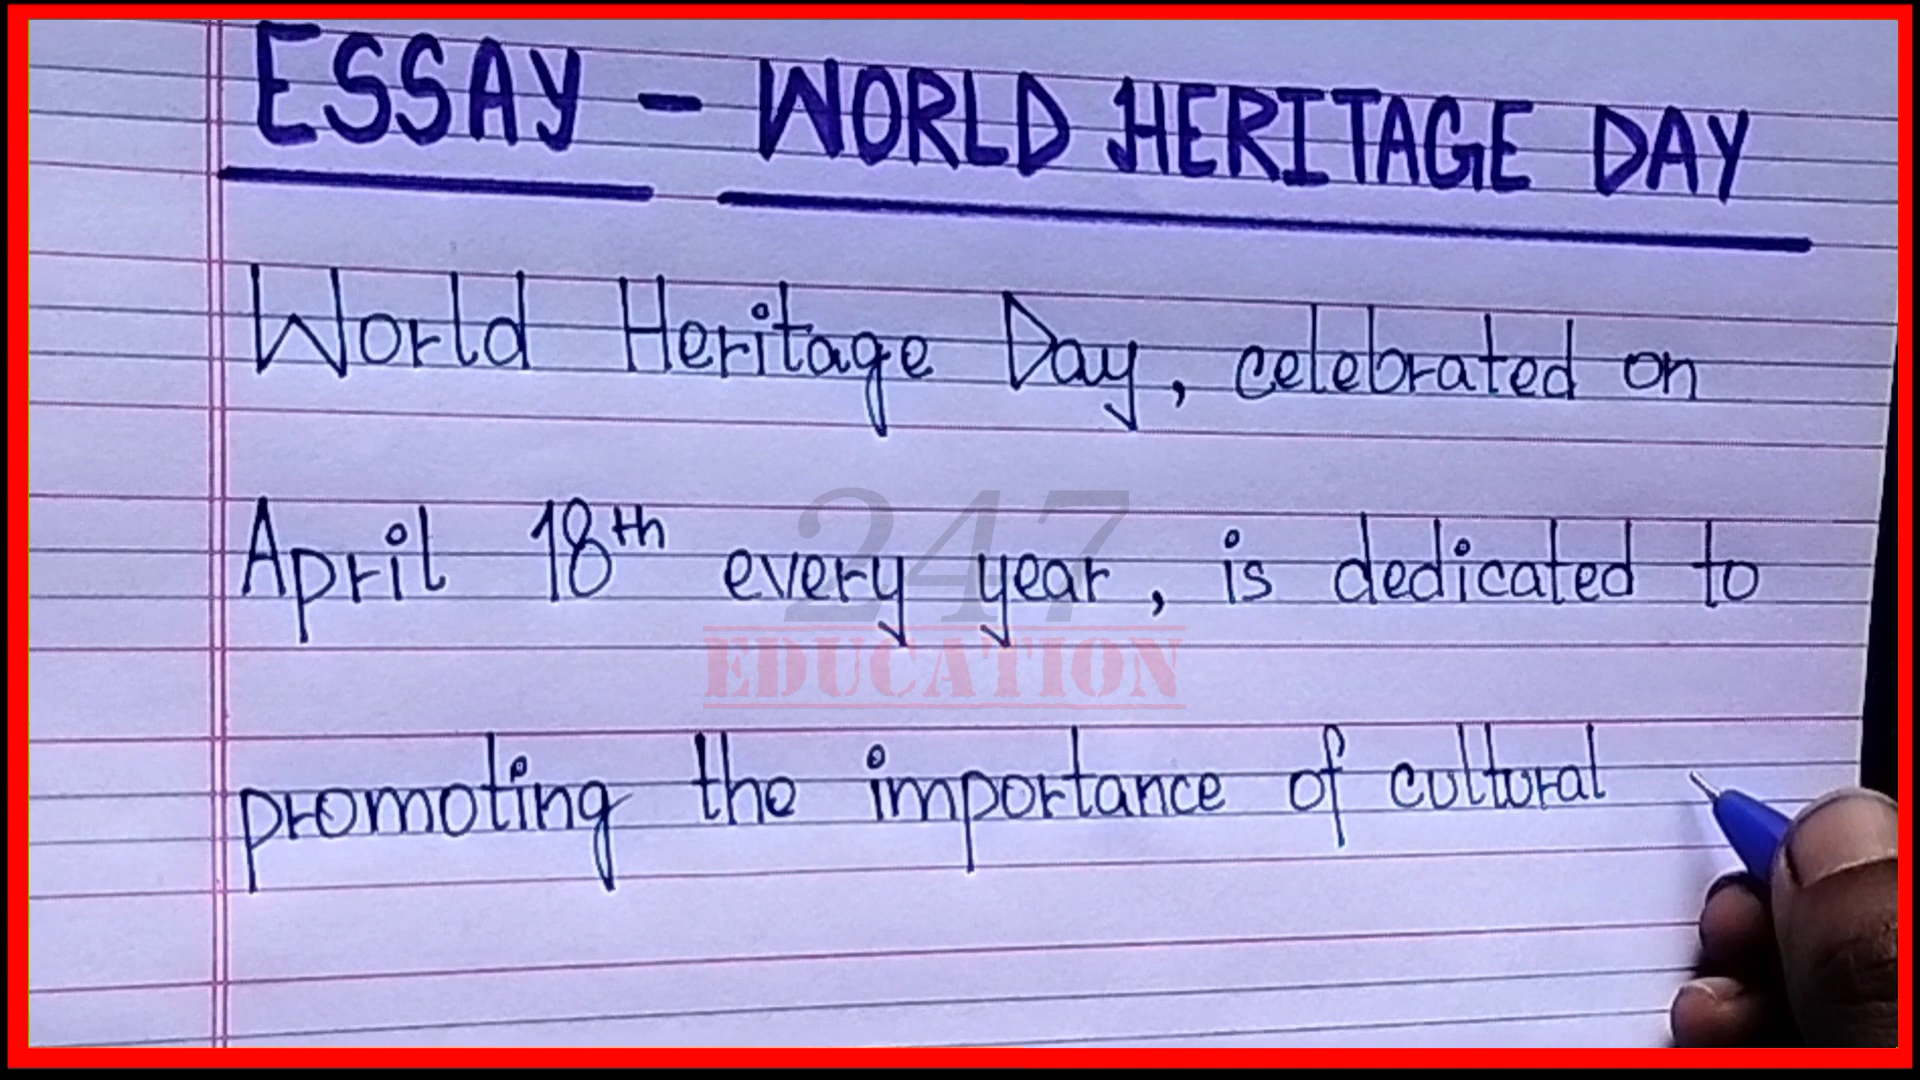 ESSAY - WORLD HERITAGE DAY
World Heritage Day, celebrated on
April 18th every year, is dedicated to
247
EDUCATION
promoting the importance of cultural